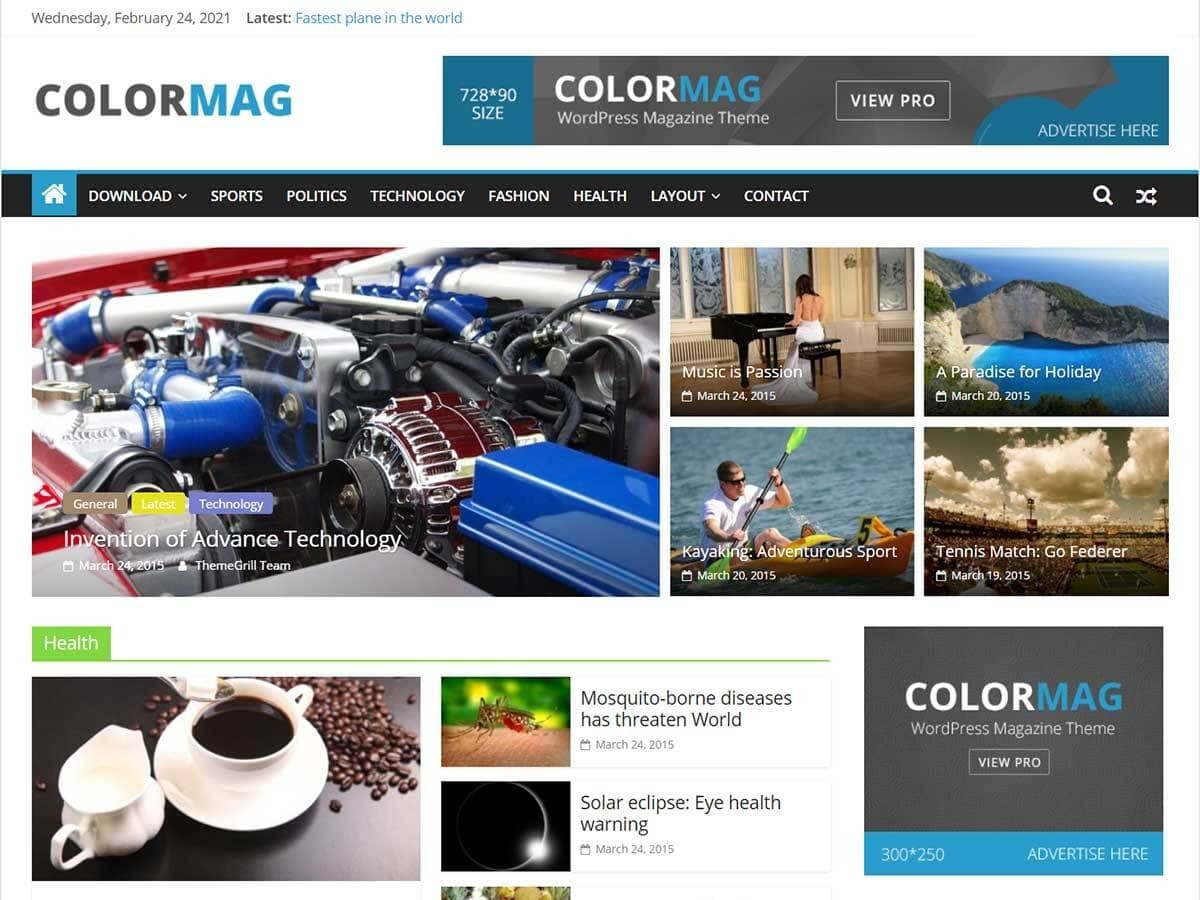 Wednesday, February 24, 2021 Latest: Fastest plane in the world
COLORMAG
728*90
SIZE
COLORMAG
WordPress Magazine Theme
VIEW PRO
ADVERTISE HERE
DOWNLOAD SPORTS POLITICS TECHNOLOGY FASHION HEALTH LAYOUT CONTACT
General Latest Technology
Invention of Advance Technology
March 24, 2015 ThemeGrill Team
Music is Passion
March 24, 2015
A Paradise for Holiday
March 20, 2015
5
Kayaking: Adventurous Sport
March 20, 2015
Tennis Match: Go Federer
March 19, 2015
Health
Mosquito-borne diseases
has threaten World
March 24, 2015
Solar eclipse: Eye health
warning
March 24, 2015
COLORMAG
WordPress Magazine Theme
VIEW PRO
300*250 ADVERTISE HERE